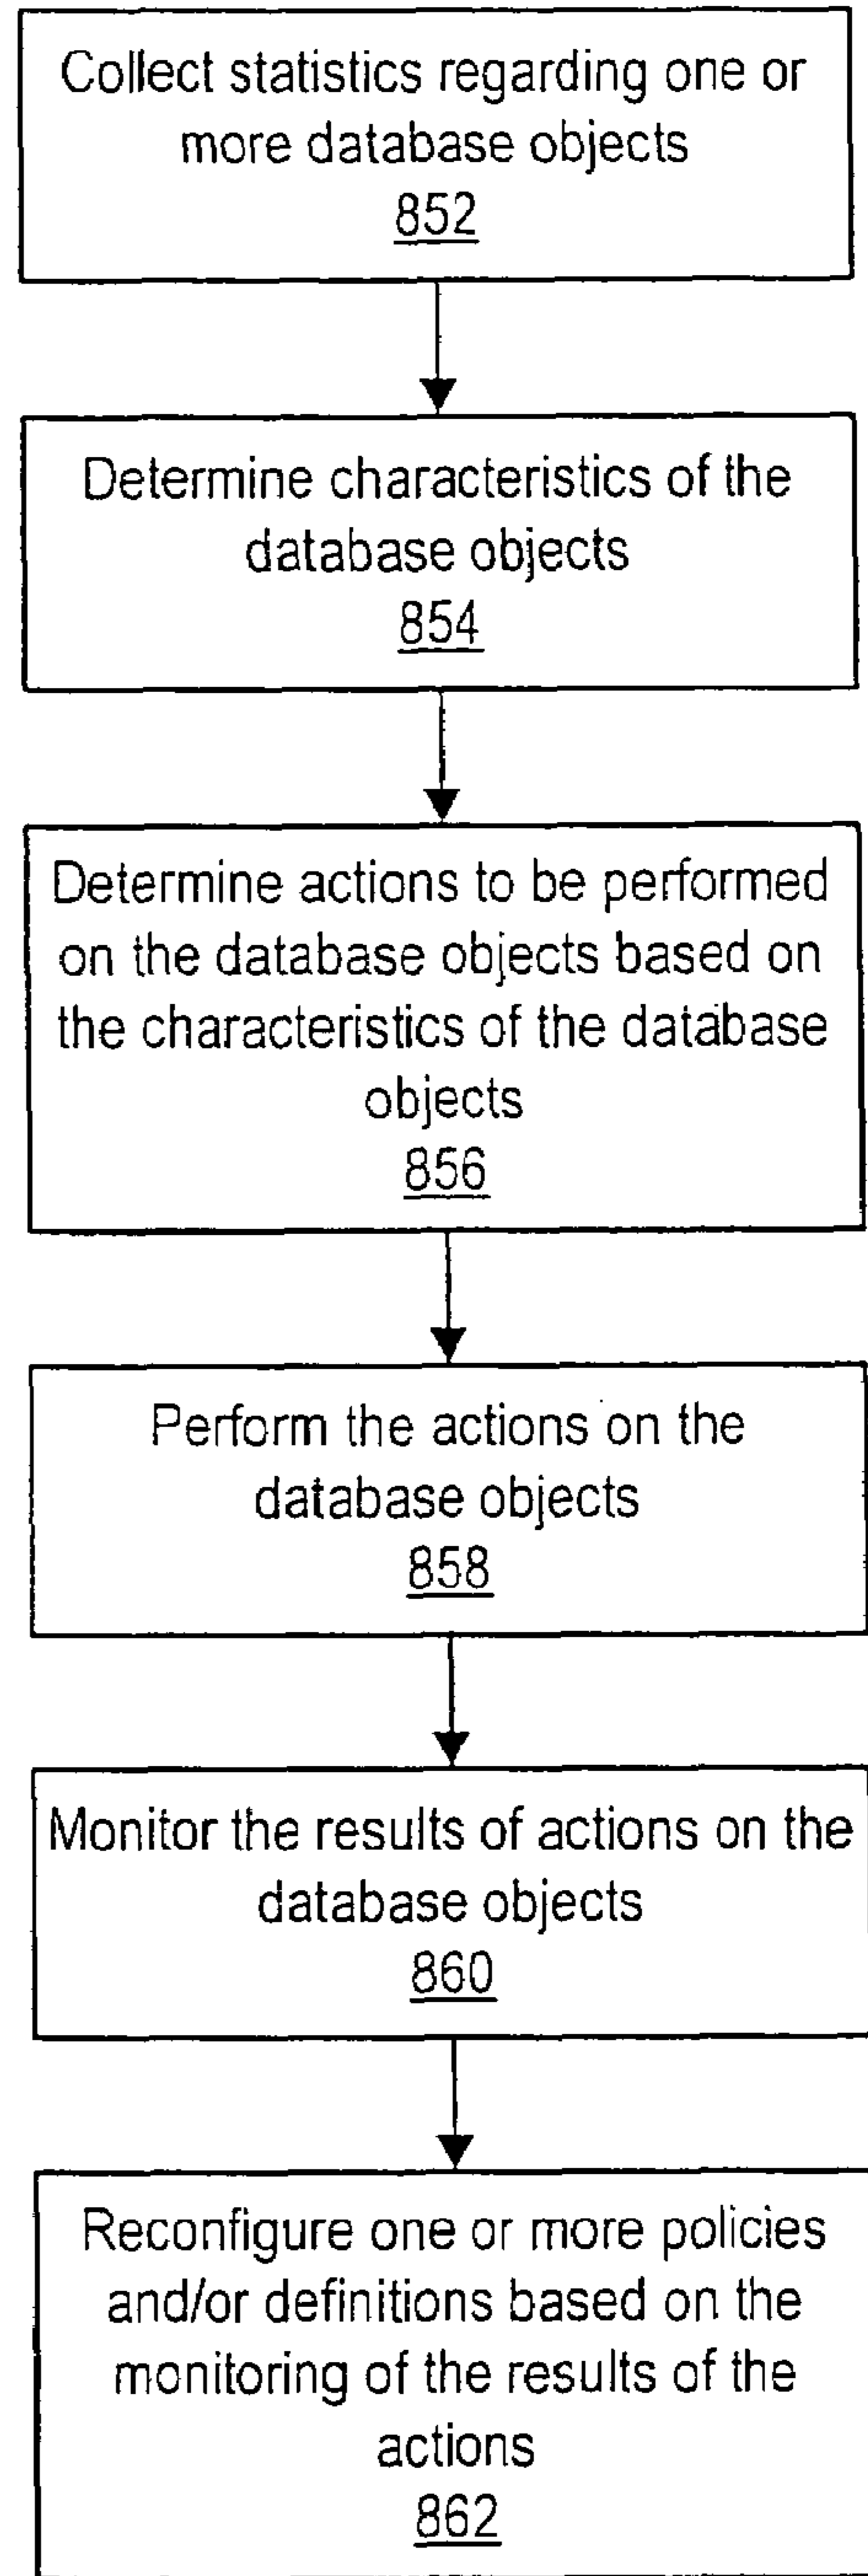 Collect statistics regarding one or
more database objects
852
Determine characteristics of the
database objects
854
Determine actions to be performed
on the database objects based on
the characteristics of the database
objects
856
Perform the actions on the
database objects
858
Monitor the results of actions on the
database objects
860
Reconfigure one or more policies
and/or definitions based on the
monitoring of the results of the
actions
862